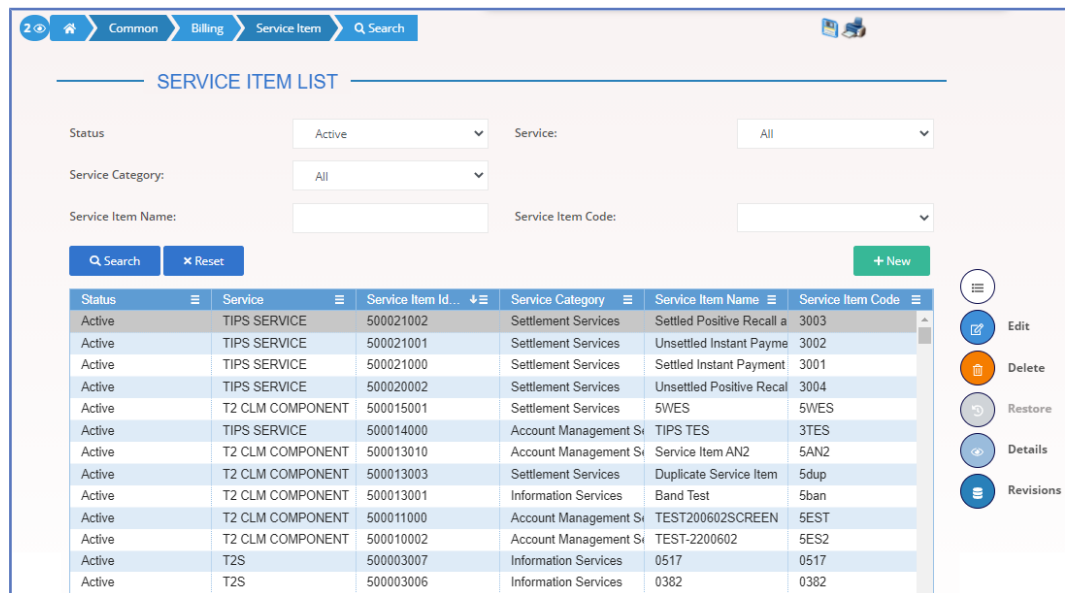 2 Common Billing Service Item Search
SERVICE ITEM LIST
Status Active Service: All
Service Category: All
Service Item Name: Service Item Code:
Search Reset New
Status Service Service Item Id... Service Category Service Item Name Service Item Code
Active TIPS SERVICE 500021002 Settlement Services Settled Positive Recall a 3003
Active TIPS SERVICE 500021001 Settlement Services Unsettled Instant Payme 3002
Active TIPS SERVICE 500021000 Settlement Services Settled Instant Payment 3001
Active TIPS SERVICE 500020002 Settlement Services Unsettled Positive Recal 3004
Active T2 CLM COMPONENT 500015001 Settlement Services 5WES 5WES
Active TIPS SERVICE 500014000 Account Management Se TIPS TES 3TES
Active T2 CLM COMPONENT 500013010 Account Management Se Service Item AN2 5AN2
Active T2 CLM COMPONENT 500013003 Settlement Services Duplicate Service Item 5dup
Active T2 CLM COMPONENT 500013001 Information Services Band Test 5ban
Active T2 CLM COMPONENT 500011000 Account Management Se TEST200602SCREEN 5EST
Active T2 CLM COMPONENT 500010002 Account Management Se TEST-2200602 5ES2
Active T2S 500003007 Information Services 0517 0517
Active T2S 500003006 Information Services 0382 0382
Edit
Delete
Restore
Details
Revisions